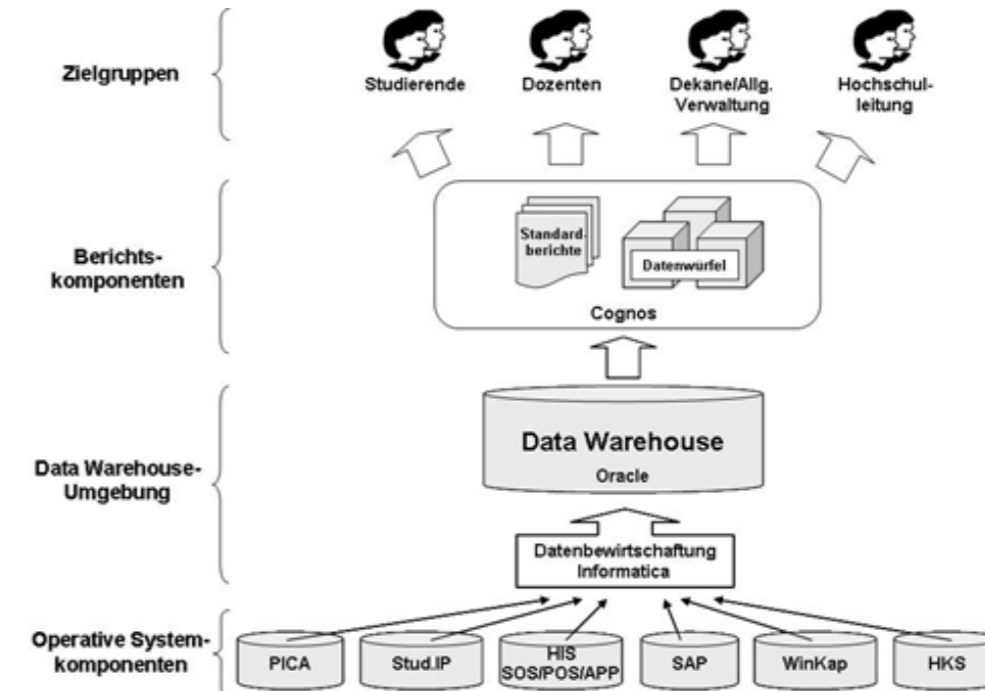 Zielgruppen
Studierende
Dozenten
Dekane/Allg.
Verwaltung
Hochschul-
leitung
Berichts-
komponenten
Standard-
berichte
Datenwürfel
Cognos
Data Warehouse-
Umgebung
Data Warehouse
Oracle
Datenbewirtschaftung
Informatica
Operative System-
komponenten
PICA
Stud.IP
HIS
SOS/POS/APP
SAP
WinKap
HKS